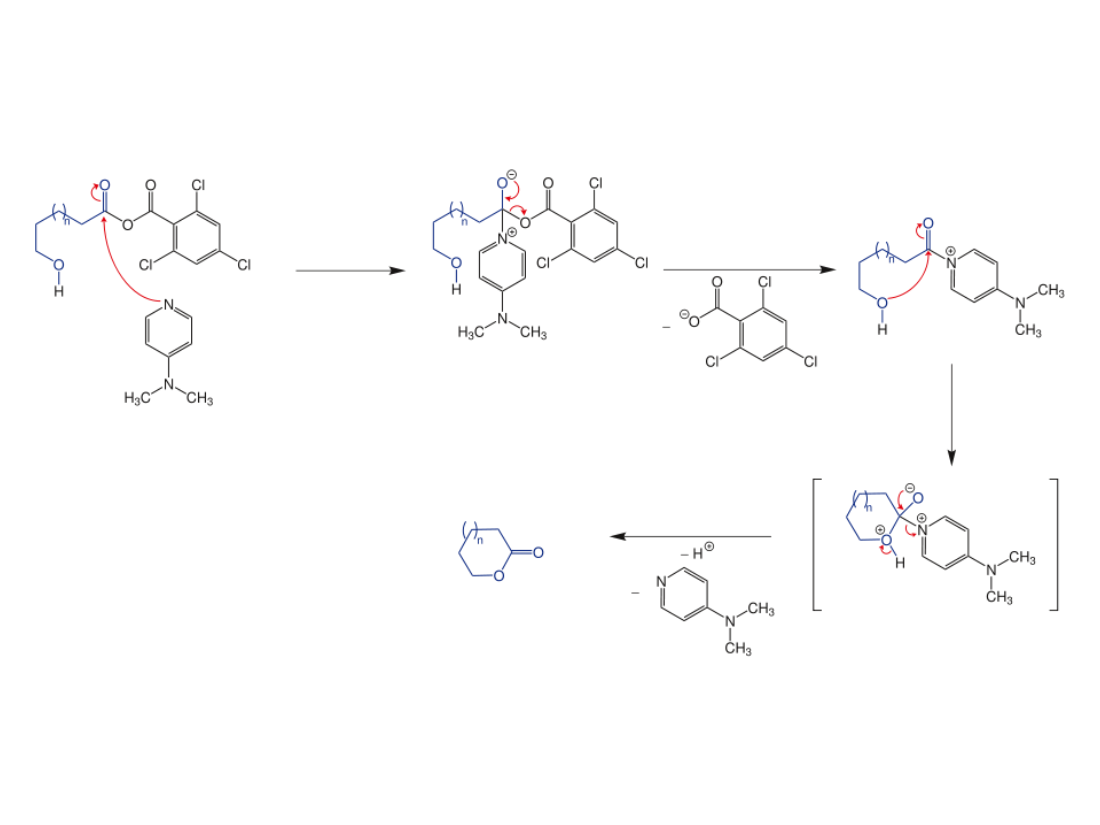 O O Cl
( )n O
O Cl Cl
H
N
N
H₃C CH₃
O⊖ O Cl
( )n O
N⊕
O Cl Cl
H
N
H₃C CH₃
O Cl
– ⊖O
Cl Cl
O
( )n N⊕
O N CH₃
H CH₃
⊖ O
( )n
⊕ O N⊕
H
N CH₃
CH₃
– H⊕
– N
N CH₃
CH₃
( )n
O
O